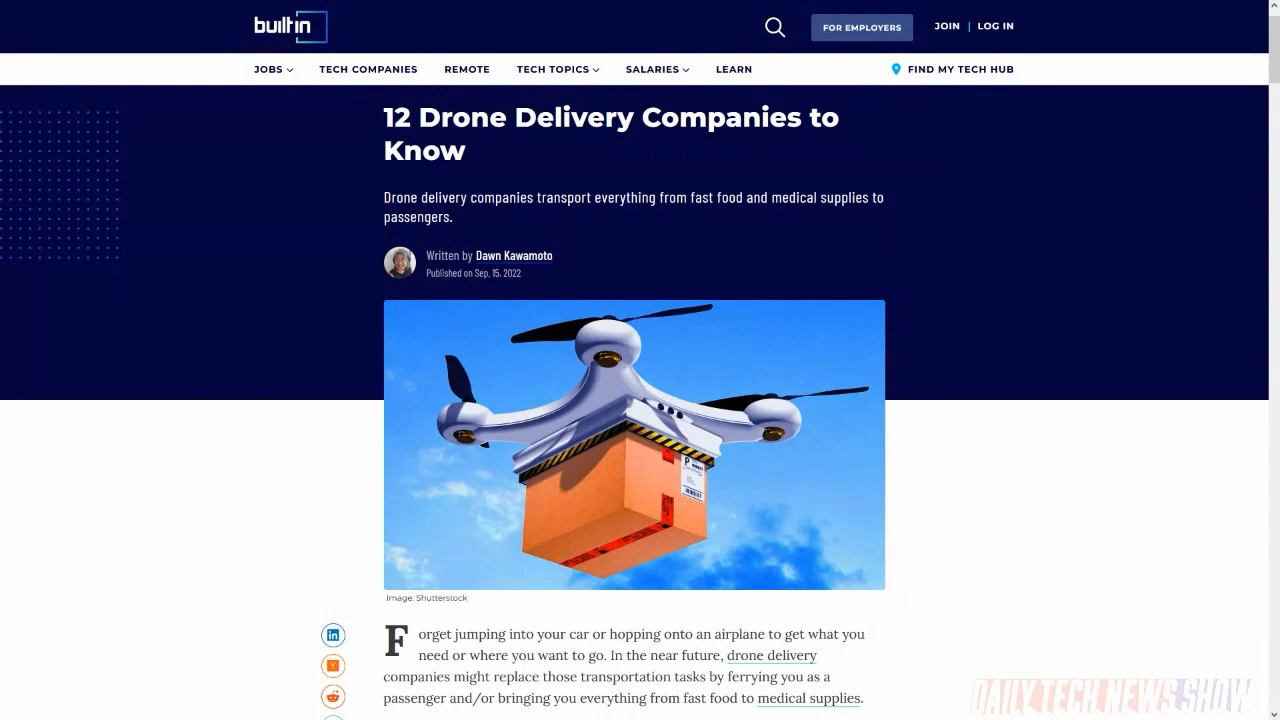 builtin
FOR EMPLOYERS
JOIN | LOG IN
JOBS
TECH COMPANIES
REMOTE
TECH TOPICS
SALARIES
LEARN
FIND MY TECH HUB
12 Drone Delivery Companies to
Know
Drone delivery companies transport everything from fast food and medical supplies to
passengers.
Written by Dawn Kawamoto
Published on Sep. 15, 2022
P
Image: Shutterstock
in
Y
Forget jumping into your car or hopping onto an airplane to get what you
need or where you want to go. In the near future, drone delivery
companies might replace those transportation tasks by ferrying you as a
passenger and/or bringing you everything from fast food to medical supplies.
DAILY TECH NEWS SHOW